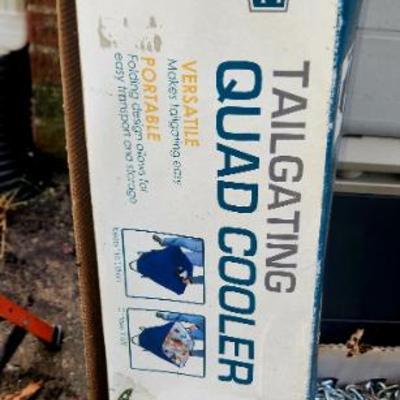 TAILGATING
QUAD COOLER
VERSATILE
Makes tailgating easy
PORTABLE
Folding design allows for
easy transport and storage